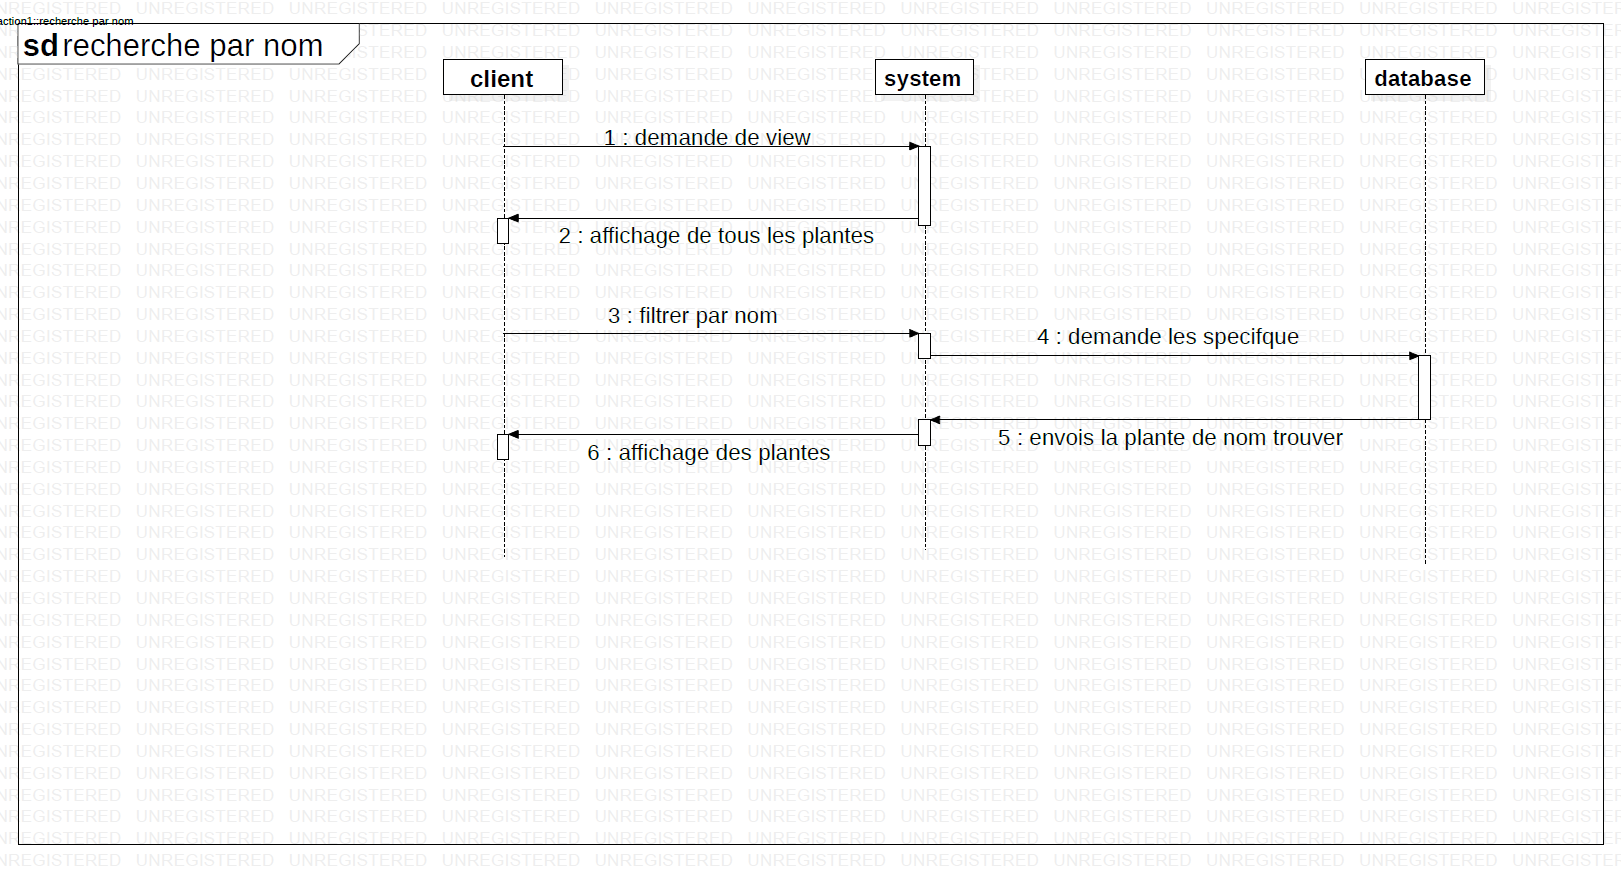 action1::recherche par nom
sd recherche par nom
client
system
database
1 : demande de view
2 : affichage de tous les plantes
3 : filtrer par nom
4 : demande les specifque
5 : envois la plante de nom trouver
6 : affichage des plantes
UNREGISTERED